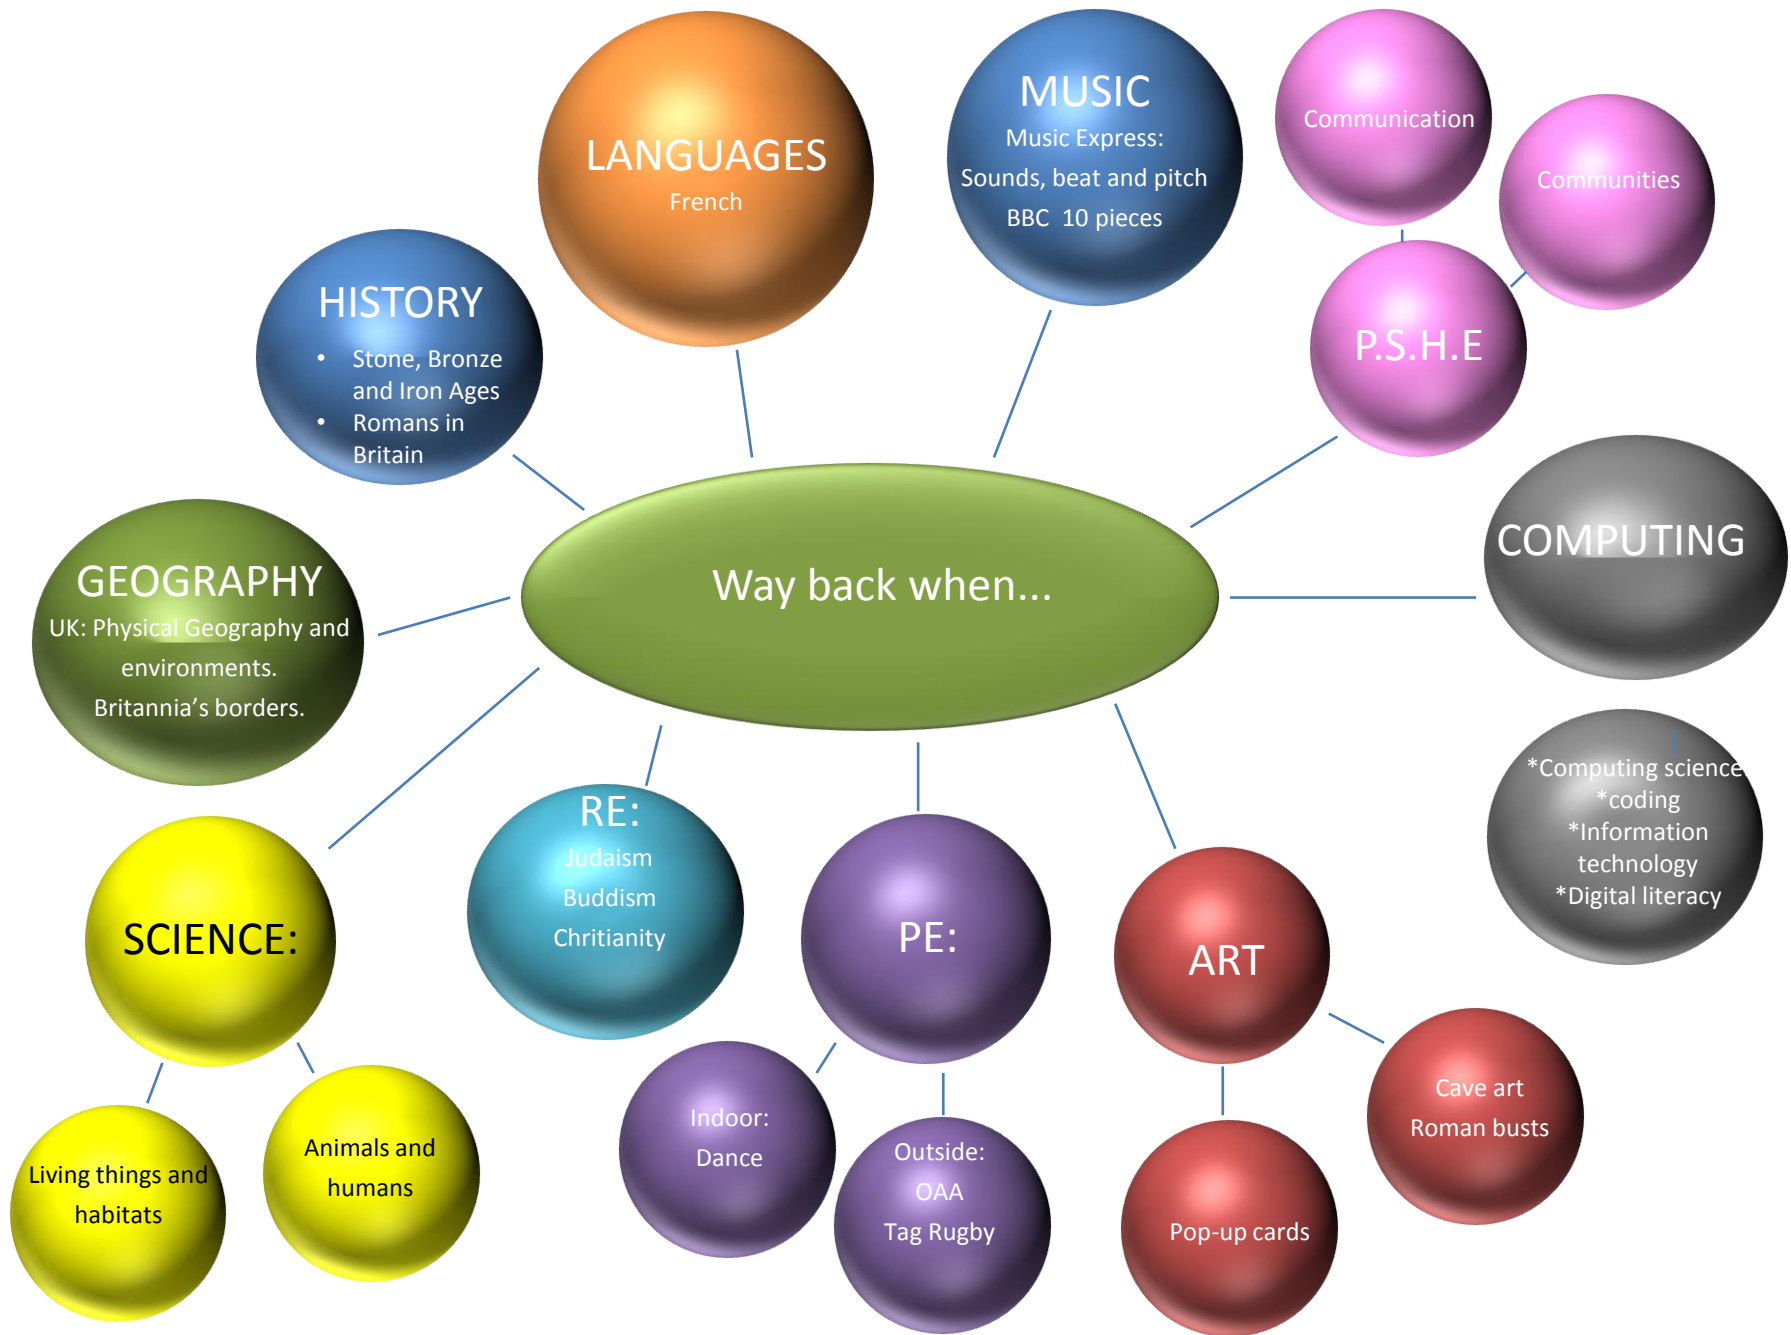 LANGUAGES
French
MUSIC
Music Express:
Sounds, beat and pitch
BBC  10 pieces
Communication
Communities
P.S.H.E
HISTORY
• Stone, Bronze
and Iron Ages
• Romans in
Britain
COMPUTING
*Computing science.
*coding
*Information
technology
*Digital literacy
GEOGRAPHY
UK: Physical Geography and
environments.
Britannia’s borders.
Way back when...
SCIENCE:
Living things and
habitats
Animals and
humans
RE:
Judaism
Buddism
Chritianity
PE:
Indoor:
Dance
Outside:
OAA
Tag Rugby
ART
Cave art
Roman busts
Pop-up cards